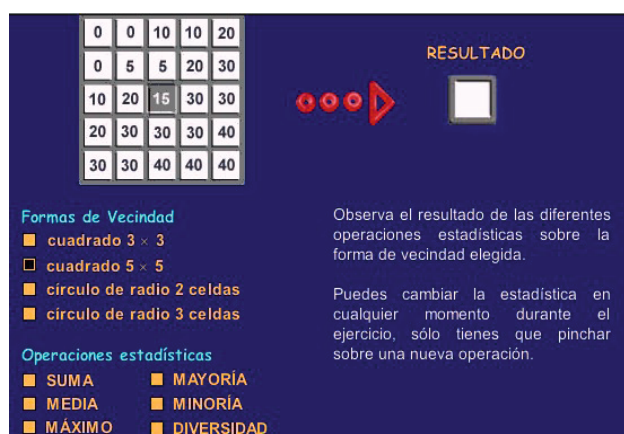 0 0 10 10 20
0 5 5 20 30
10 20 15 30 30
20 30 30 30 40
30 30 40 40 40
RESULTADO
Formas de Vecindad
cuadrado 3 × 3
cuadrado 5 × 5
círculo de radio 2 celdas
círculo de radio 3 celdas
Operaciones estadísticas
SUMA MAYORÍA
MEDIA MINORÍA
MÁXIMO DIVERSIDAD
Observa el resultado de las diferentes
operaciones estadísticas sobre la
forma de vecindad elegida.
Puedes cambiar la estadística en
cualquier momento durante el
ejercicio, sólo tienes que pinchar
sobre una nueva operación.